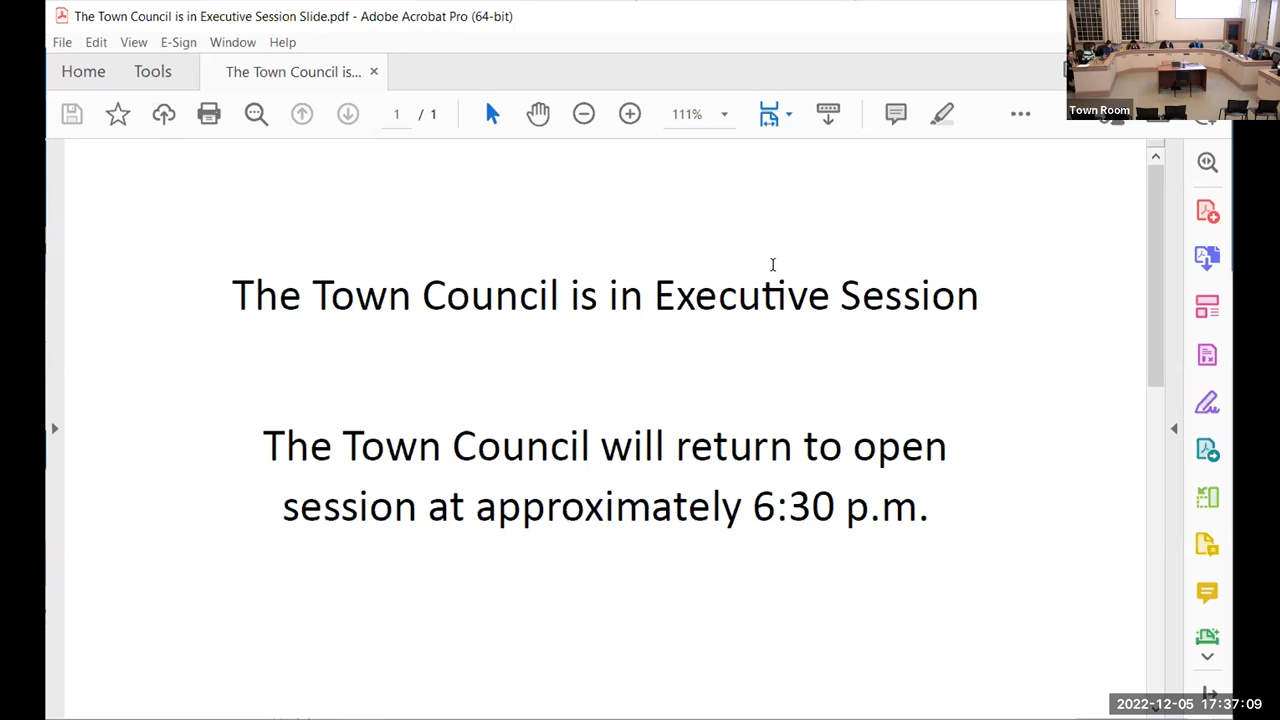 The Town Council is in Executive Session Slide.pdf - Adobe Acrobat Pro (64-bit)
File Edit View E-Sign Window Help
Home Tools The Town Council is... ×
1 / 1 111%
Town Room
The Town Council is in Executive Session
The Town Council will return to open
session at approximately 6:30 p.m.
2022-12-05 17:37:09